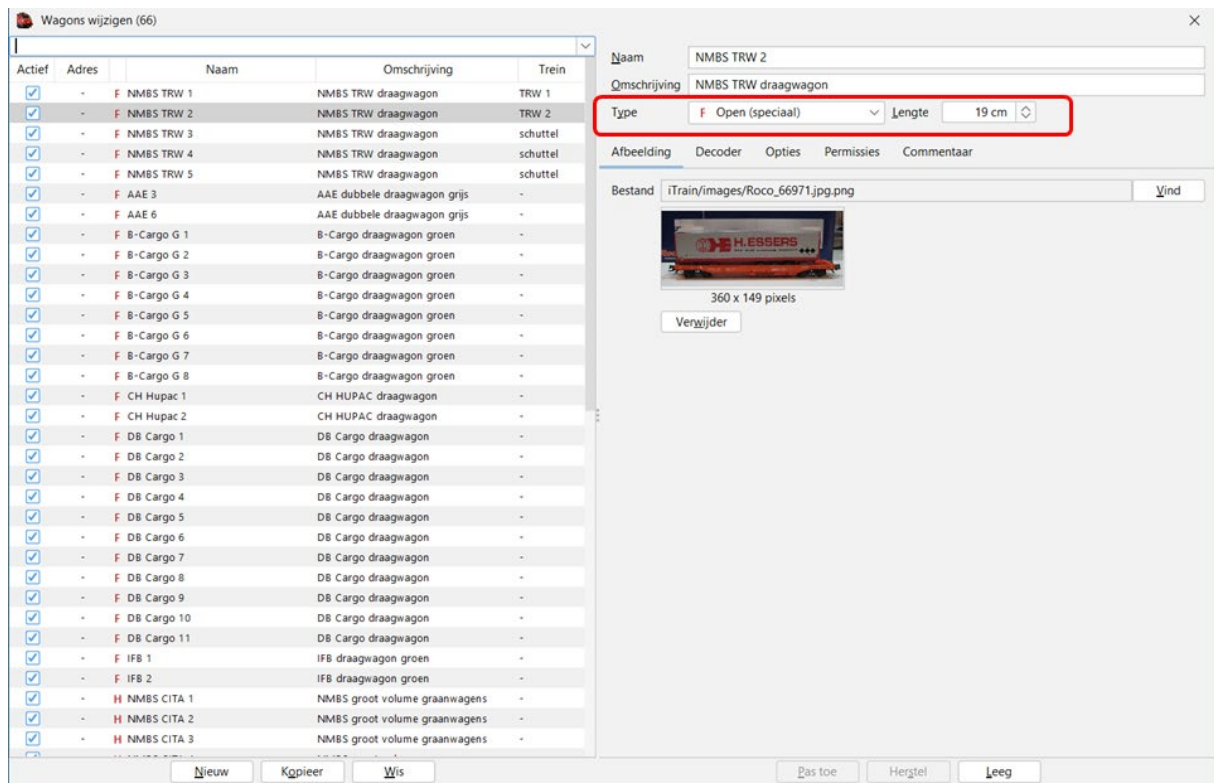 Wagons wijzigen (66)
Actief Adres Naam Omschrijving Trein
- F NMBS TRW 1 NMBS TRW draagwagon TRW 1
- F NMBS TRW 2 NMBS TRW draagwagon TRW 2
- F NMBS TRW 3 NMBS TRW draagwagon schuttel
- F NMBS TRW 4 NMBS TRW draagwagon schuttel
- F NMBS TRW 5 NMBS TRW draagwagon schuttel
- F AAE 3 AAE dubbele draagwagon grijs -
- F AAE 6 AAE dubbele draagwagon grijs -
- F B-Cargo G 1 B-Cargo draagwagon groen -
- F B-Cargo G 2 B-Cargo draagwagon groen -
- F B-Cargo G 3 B-Cargo draagwagon groen -
- F B-Cargo G 4 B-Cargo draagwagon groen -
- F B-Cargo G 5 B-Cargo draagwagon groen -
- F B-Cargo G 6 B-Cargo draagwagon groen -
- F B-Cargo G 7 B-Cargo draagwagon groen -
- F B-Cargo G 8 B-Cargo draagwagon groen -
- F CH Hupac 1 CH HUPAC draagwagon -
- F CH Hupac 2 CH HUPAC draagwagon -
- F DB Cargo 1 DB Cargo draagwagon -
- F DB Cargo 2 DB Cargo draagwagon -
- F DB Cargo 3 DB Cargo draagwagon -
- F DB Cargo 4 DB Cargo draagwagon -
- F DB Cargo 5 DB Cargo draagwagon -
- F DB Cargo 6 DB Cargo draagwagon -
- F DB Cargo 7 DB Cargo draagwagon -
- F DB Cargo 8 DB Cargo draagwagon -
- F DB Cargo 9 DB Cargo draagwagon -
- F DB Cargo 10 DB Cargo draagwagon -
- F DB Cargo 11 DB Cargo draagwagon -
- F IFB 1 IFB draagwagon groen -
- F IFB 2 IFB draagwagon groen -
- H NMBS CITA 1 NMBS groot volume graanwagens -
- H NMBS CITA 2 NMBS groot volume graanwagens -
- H NMBS CITA 3 NMBS groot volume graanwagens -
Nieuw Kopieer Wis
Naam NMBS TRW 2
Omschrijving NMBS TRW draagwagon
Type F Open (speciaal) Lengte 19 cm
Afbeelding Decoder Opties Permissies Commentaar
Bestand iTrain/images/Roco_66971.jpg.png Vind
H.ESSERS
360 x 149 pixels
Verwijder
Pas toe Herstel Leeg